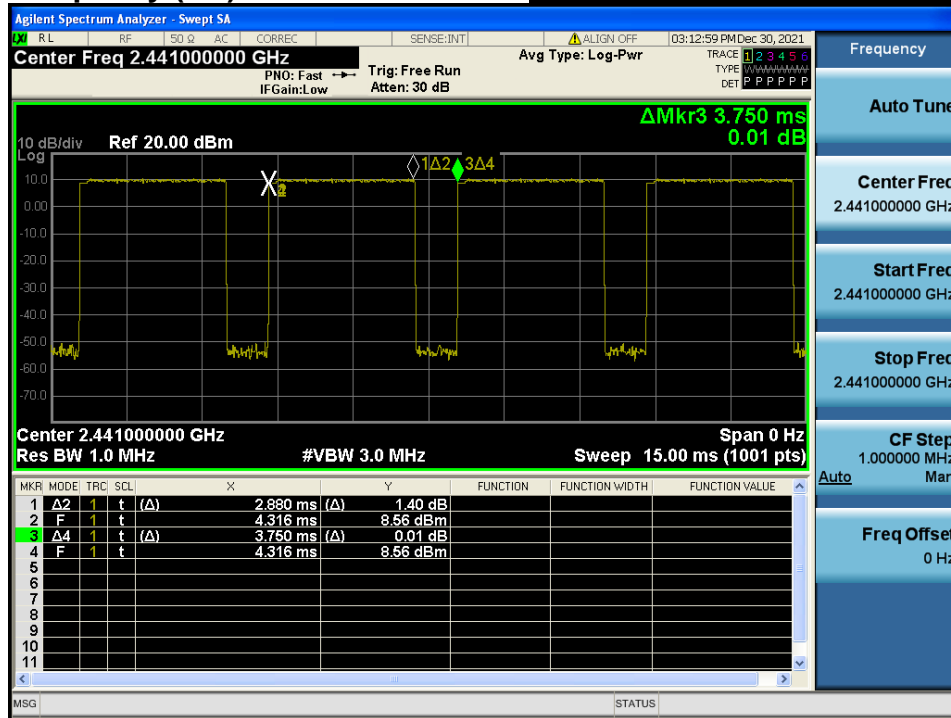 Agilent Spectrum Analyzer - Swept SA
LXI RL RF 50 Ω AC CORREC SENSE:INT ALIGN OFF 03:12:59 PM Dec 30, 2021
Center Freq 2.441000000 GHz
PNO: Fast
IFGain:Low
Trig: Free Run
Atten: 30 dB
Avg Type: Log-Pwr
TRACE 1 2 3 4 5 6
TYPE
DET P P P P P P
ΔMkr3 3.750 ms
0.01 dB
10 dB/div Ref 20.00 dBm
Log
1Δ2 3Δ4
10.0
2
0.00
-10.0
-20.0
-30.0
-40.0
-50.0
-60.0
-70.0
Center 2.441000000 GHz Span 0 Hz
Res BW 1.0 MHz #VBW 3.0 MHz Sweep 15.00 ms (1001 pts)
MKR MODE TRC SCL X Y FUNCTION FUNCTION WIDTH FUNCTION VALUE
1 Δ2 1 t (Δ) 2.880 ms (Δ) 1.40 dB
2 F 1 t 4.316 ms 8.56 dBm
3 Δ4 1 t (Δ) 3.750 ms (Δ) 0.01 dB
4 F 1 t 4.316 ms 8.56 dBm
5
6
7
8
9
10
11
MSG STATUS
Frequency
Auto Tune
Center Freq
2.441000000 GHz
Start Freq
2.441000000 GHz
Stop Freq
2.441000000 GHz
CF Step
1.000000 MHz
Auto Man
Freq Offset
0 Hz